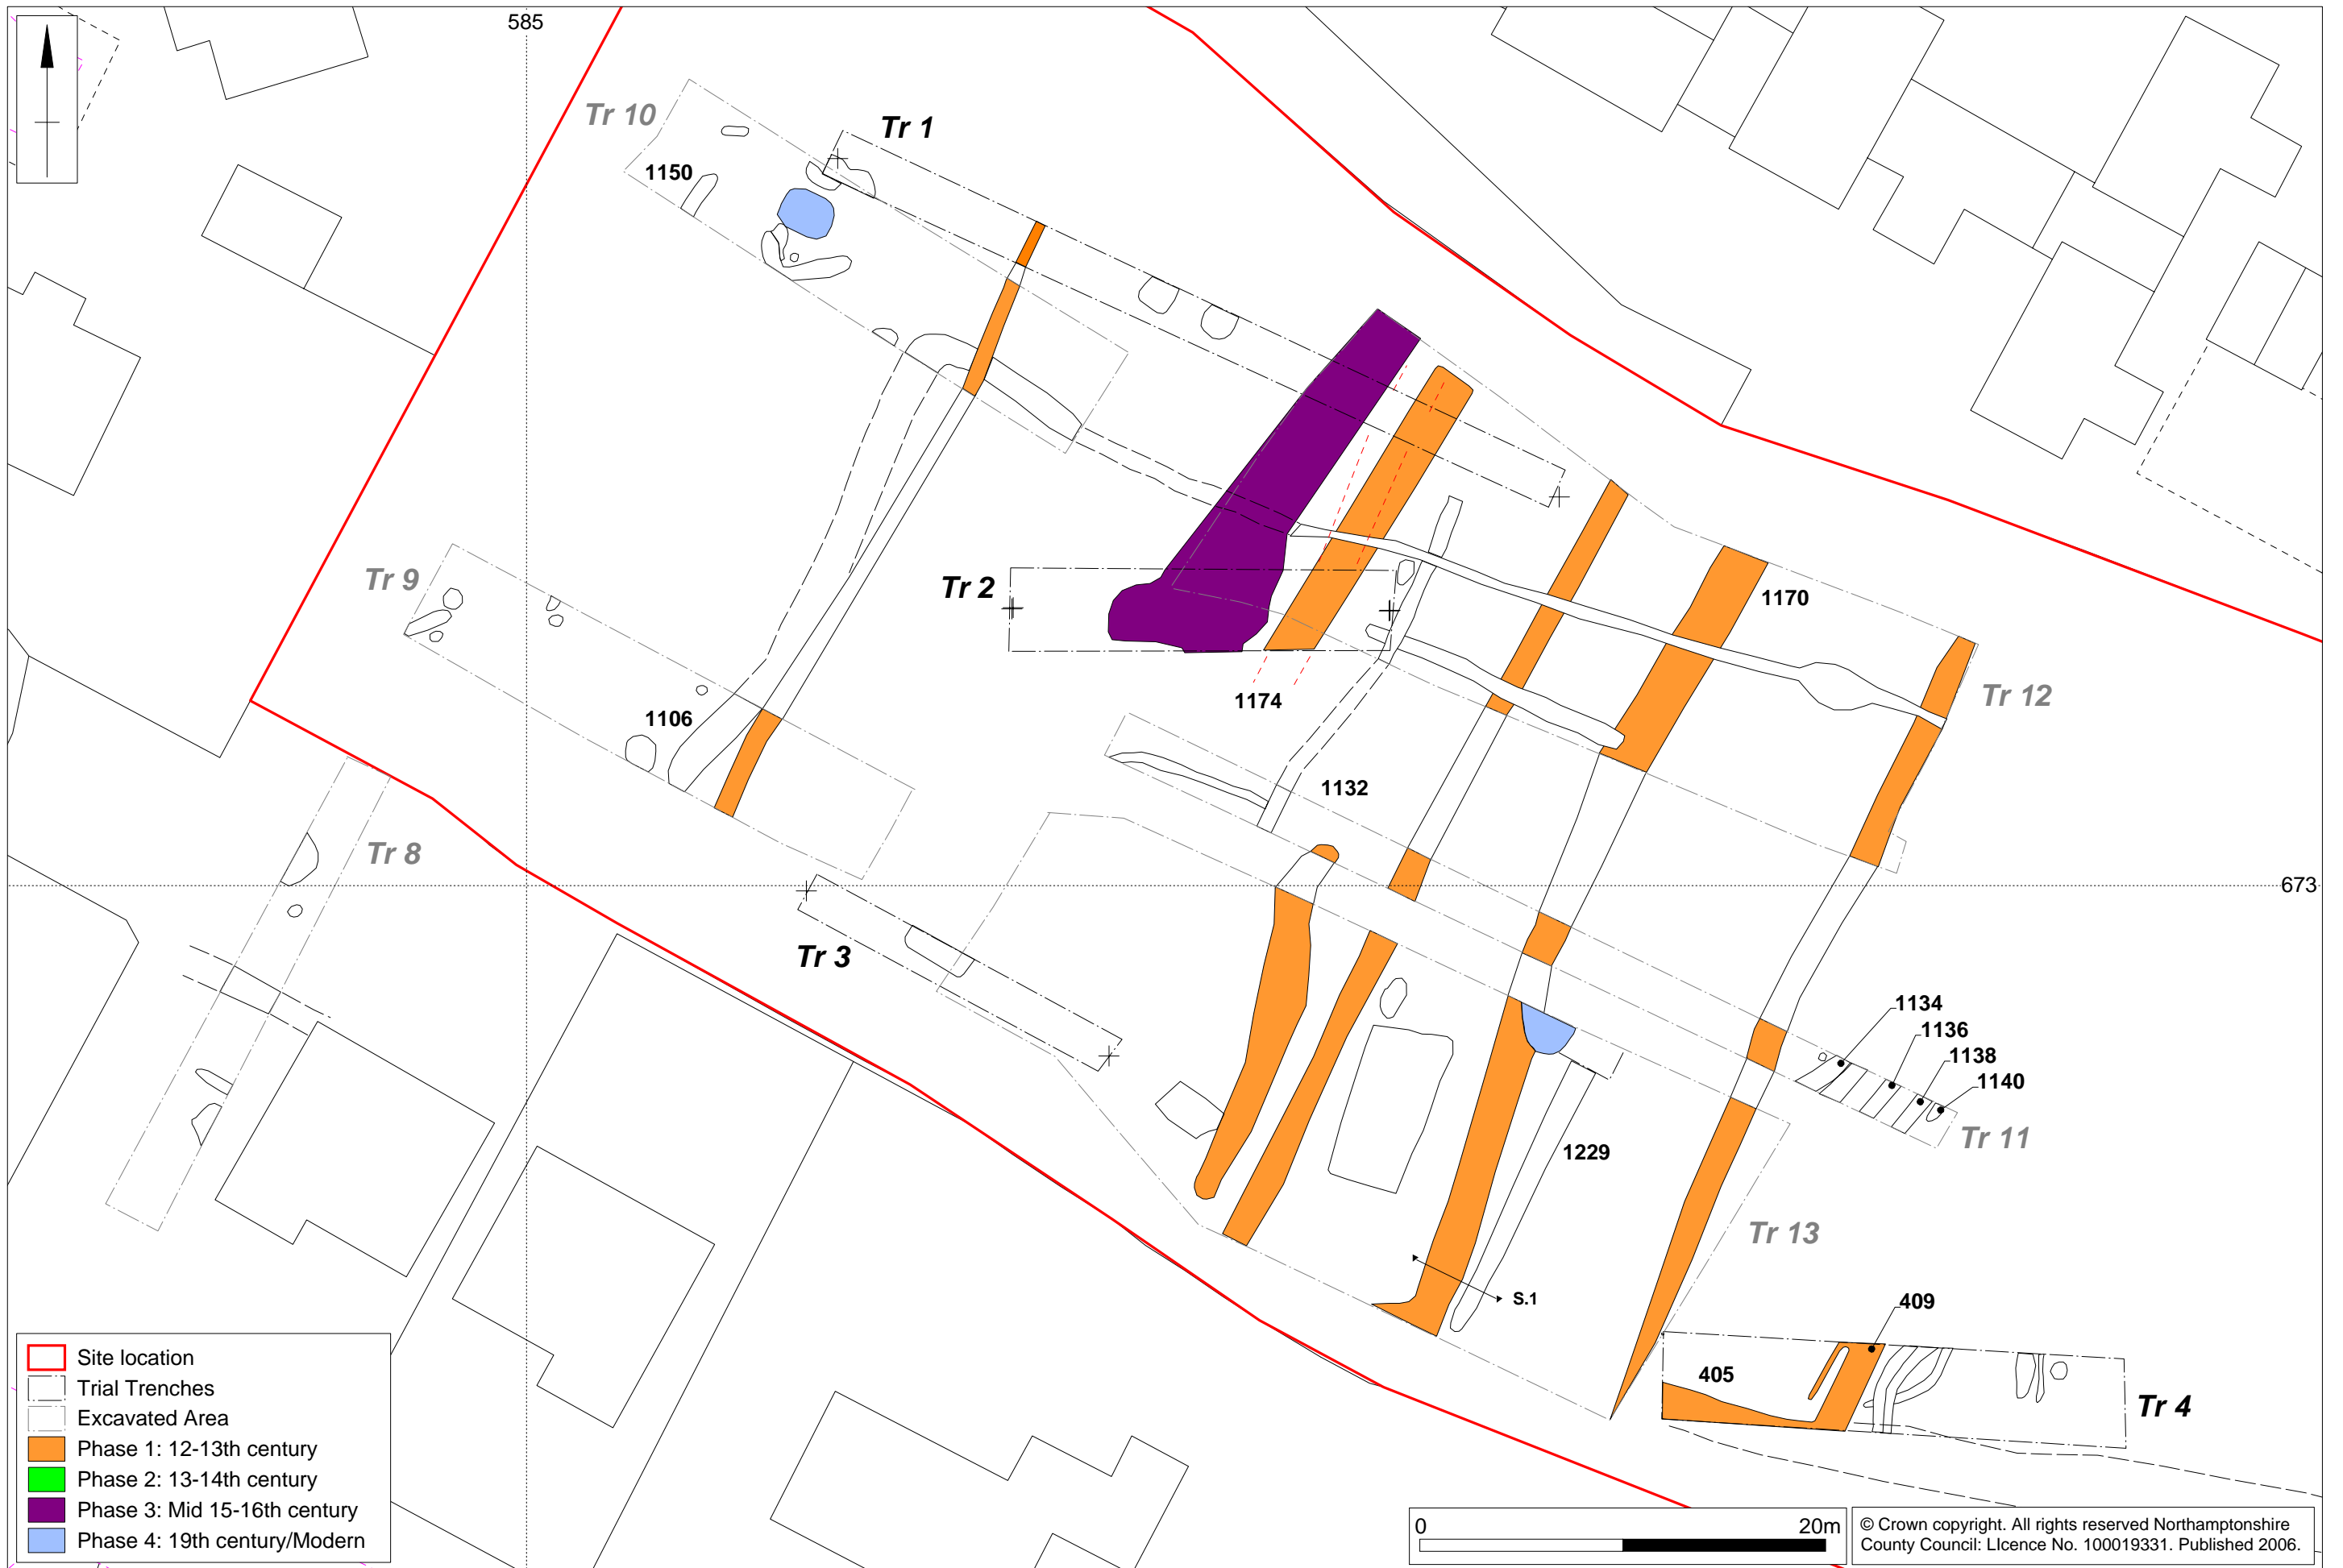 585
Tr 10
Tr 1
1150
Tr 9
Tr 2
1170
Tr 12
1174
1106
1132
Tr 8
673
Tr 3
1134
1136
1138
1140
Tr 11
1229
Tr 13
S.1
409
405
Tr 4
Site location
Trial Trenches
Excavated Area
Phase 1: 12-13th century
Phase 2: 13-14th century
Phase 3: Mid 15-16th century
Phase 4: 19th century/Modern
0 20m
© Crown copyright. All rights reserved Northamptonshire
County Council: LIcence No. 100019331. Published 2006.